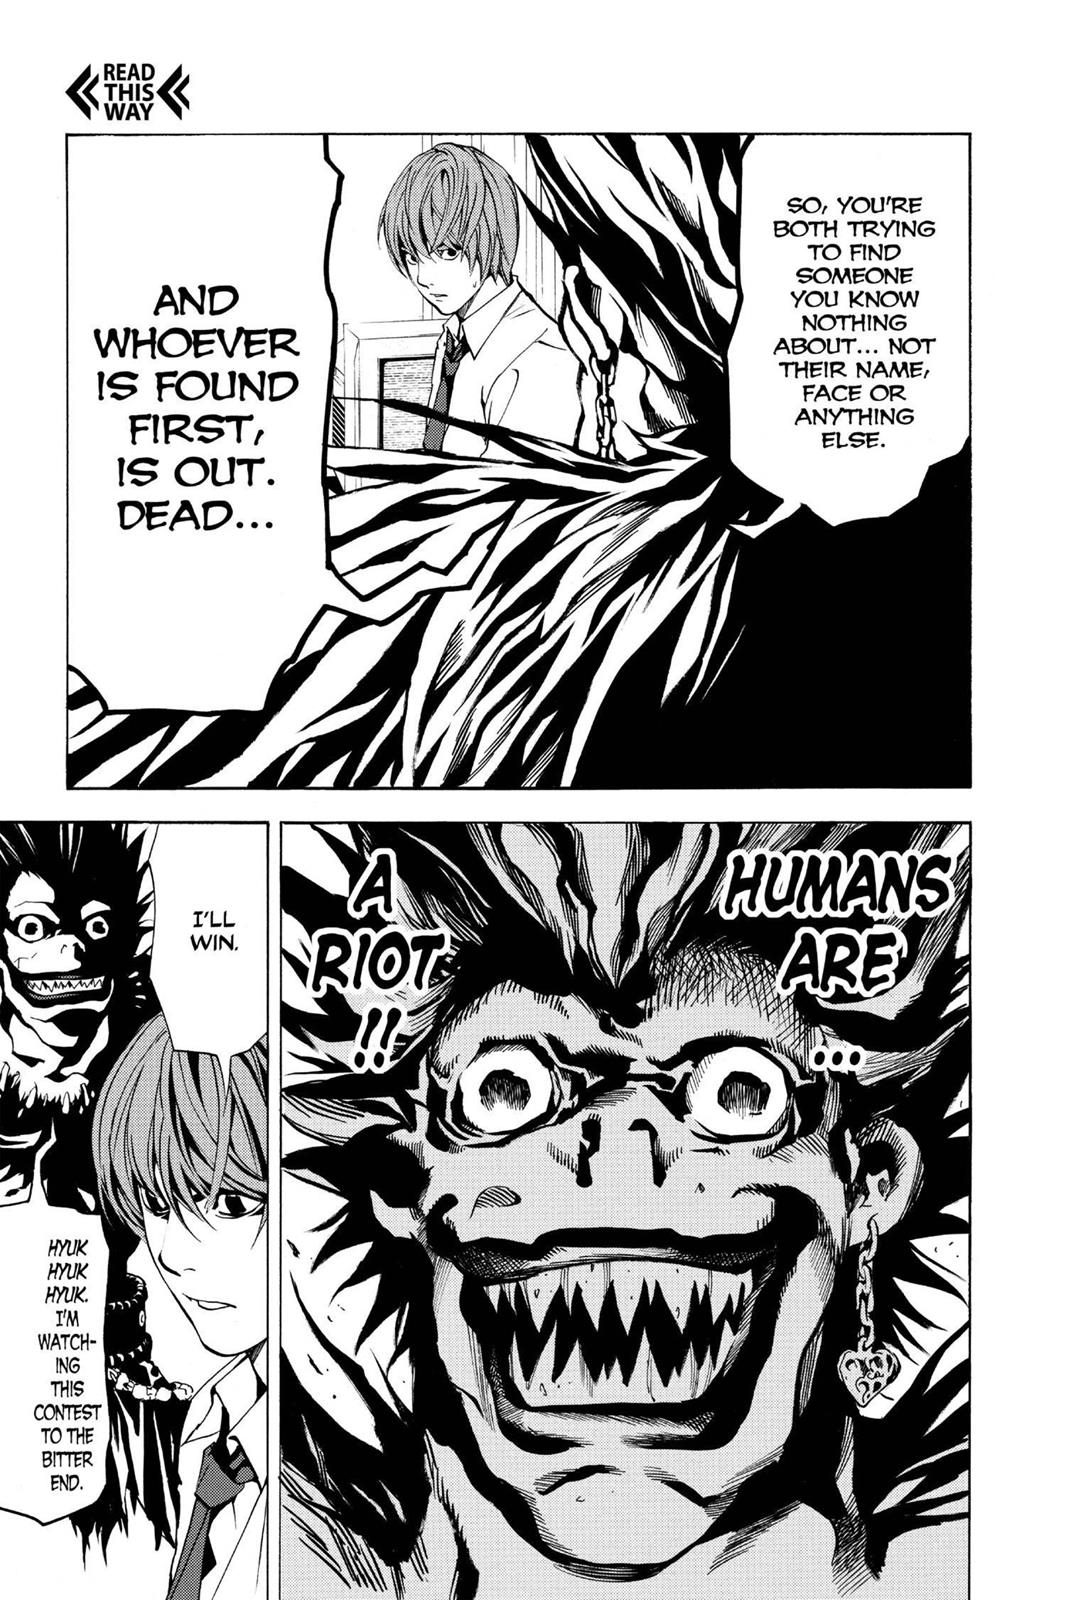 READ
THIS
WAY
SO, YOU'RE
BOTH TRYING
TO FIND
SOMEONE
YOU KNOW
NOTHING
ABOUT... NOT
THEIR NAME,
FACE OR
ANYTHING
ELSE.
AND
WHOEVER
IS FOUND
FIRST,
IS OUT.
DEAD...
HUMANS
ARE
...
A
RIOT
!!
I'LL
WIN.
HYUK
HYUK
HYUK.
I'M
WATCH-
ING
THIS
CONTEST
TO THE
BITTER
END.